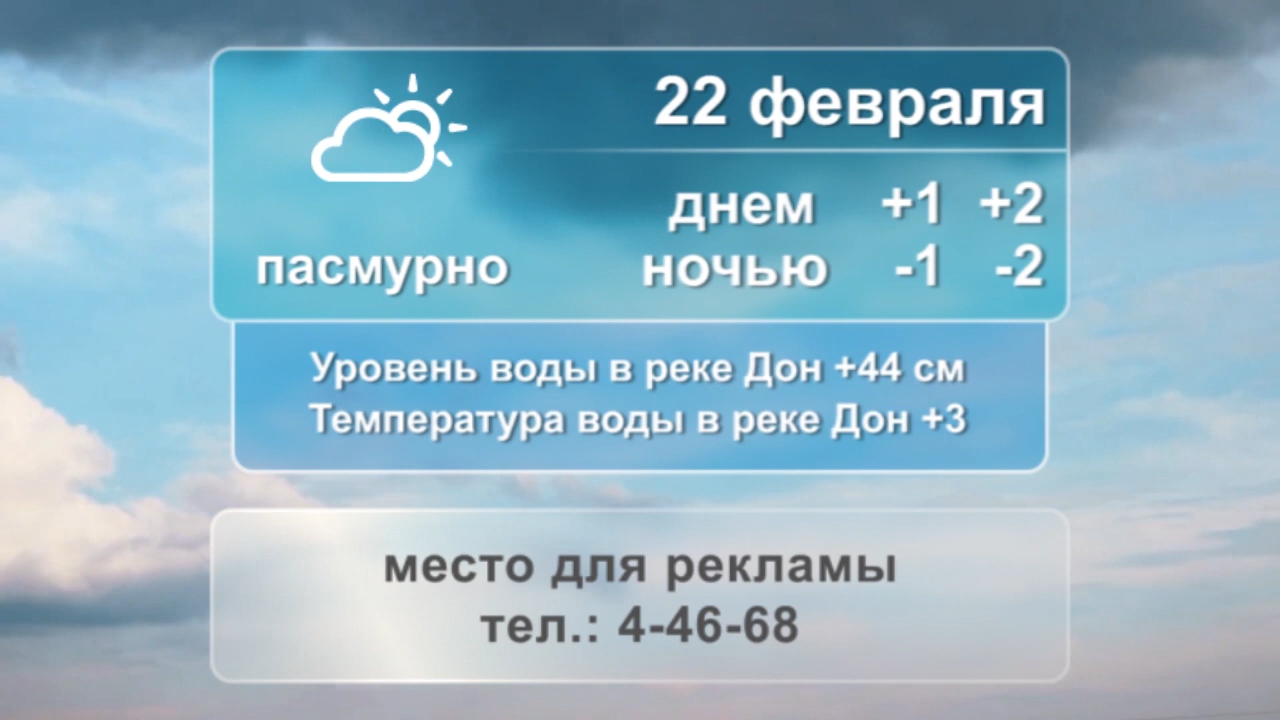 22 февраля
днем +1 +2
пасмурно ночью -1 -2
Уровень воды в реке Дон +44 см
Температура воды в реке Дон +3
место для рекламы
тел.: 4-46-68